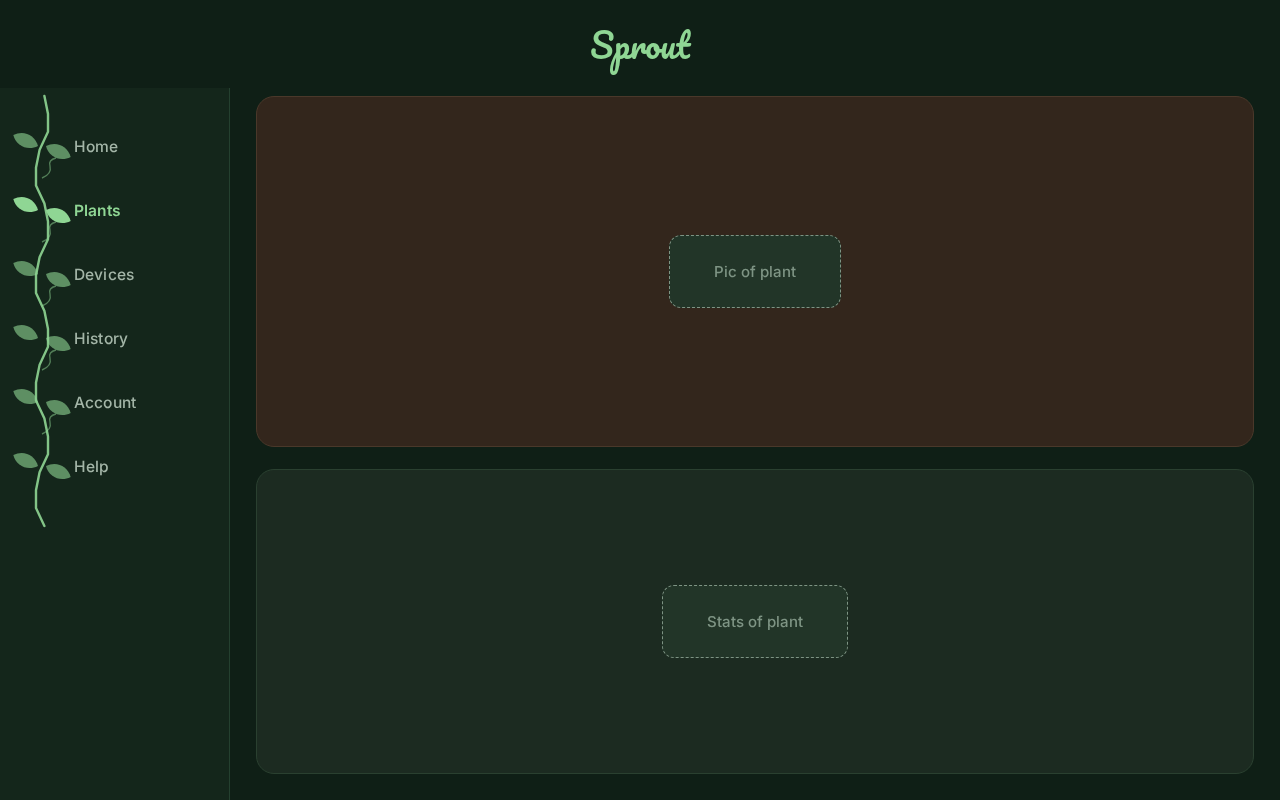 Sprout
Home
Plants
Devices
History
Account
Help
Pic of plant
Stats of plant